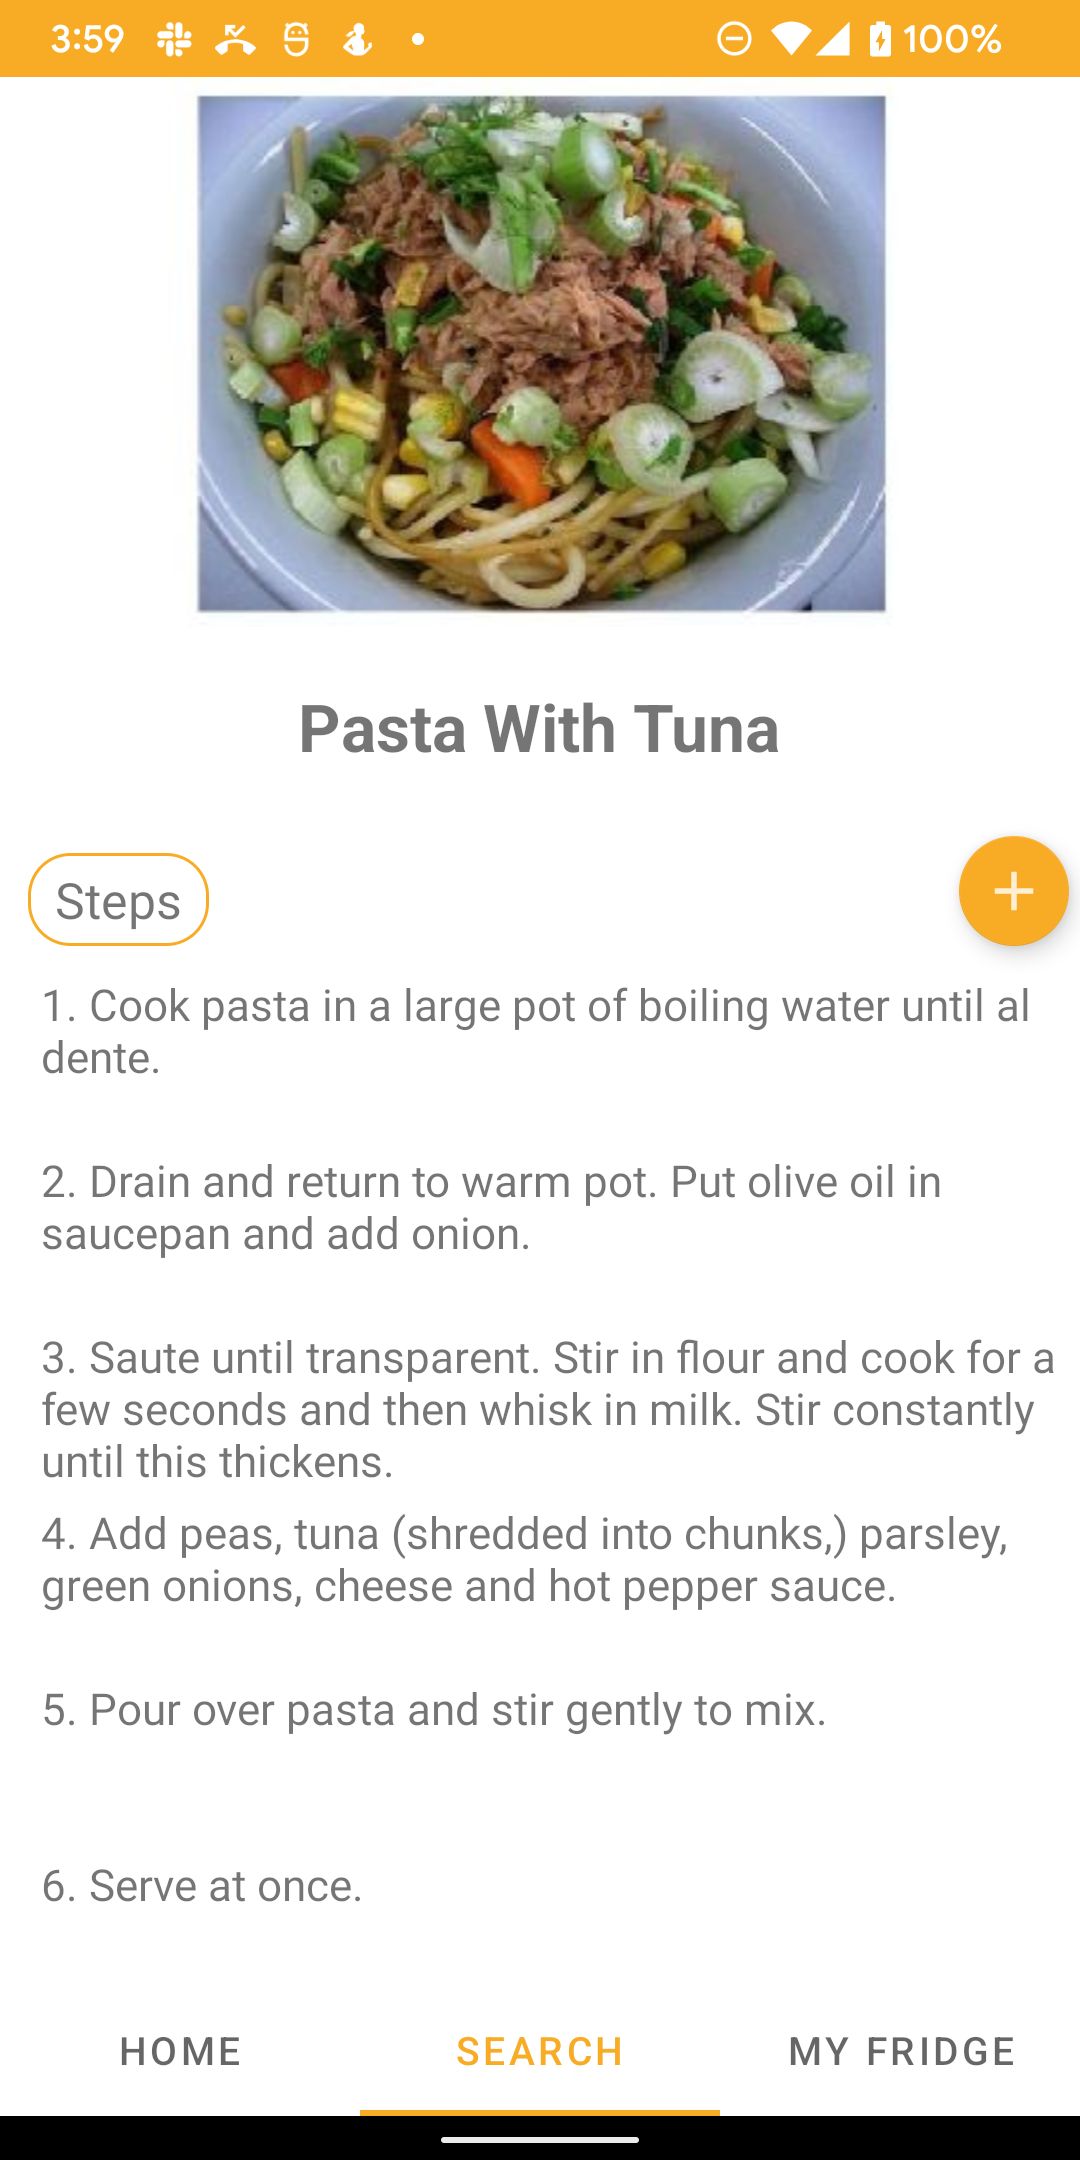 3:59
100%
Pasta With Tuna
Steps
1. Cook pasta in a large pot of boiling water until al
dente.
2. Drain and return to warm pot. Put olive oil in
saucepan and add onion.
3. Saute until transparent. Stir in flour and cook for a
few seconds and then whisk in milk. Stir constantly
until this thickens.
4. Add peas, tuna (shredded into chunks,) parsley,
green onions, cheese and hot pepper sauce.
5. Pour over pasta and stir gently to mix.
6. Serve at once.
HOME
SEARCH
MY FRIDGE